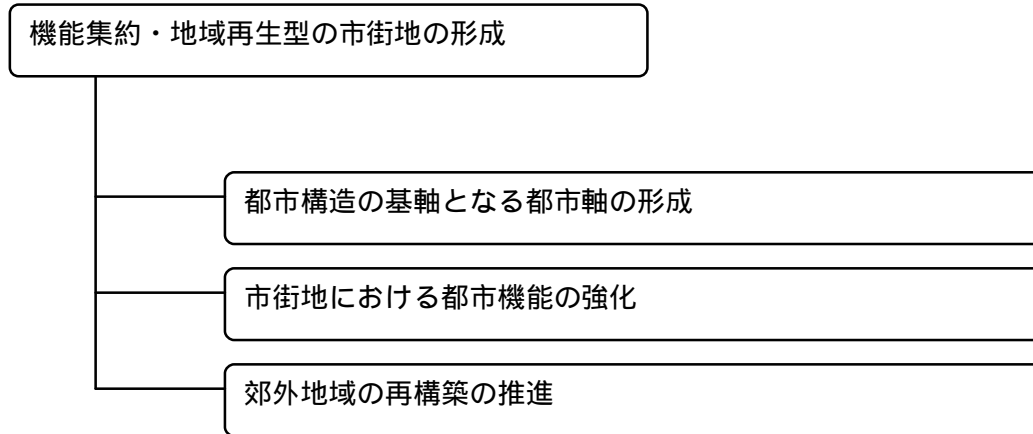 機能集約・地域再生型の市街地の形成
都市構造の基軸となる都市軸の形成
市街地における都市機能の強化
郊外地域の再構築の推進